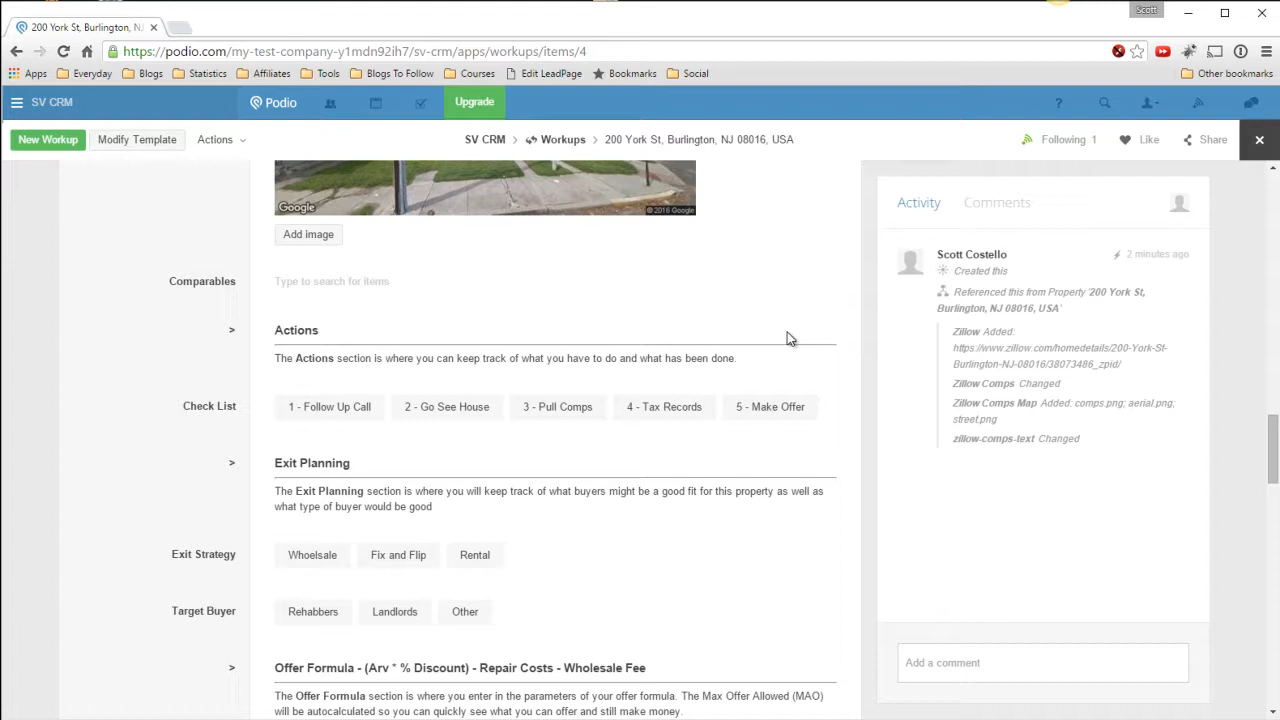 Scott
200 York St, Burlington, NJ
https://podio.com/my-test-company-y1mdn92ih7/sv-crm/apps/workups/items/4
Apps Everyday Blogs Statistics Affiliates Tools Blogs To Follow Courses Edit LeadPage Bookmarks Social Other bookmarks
SV CRM Podio Upgrade ?
New Workup Modify Template Actions SV CRM > Workups > 200 York St, Burlington, NJ 08016, USA Following 1 Like Share
Google © 2016 Google
Add image
Comparables Type to search for items
> Actions
The Actions section is where you can keep track of what you have to do and what has been done.
Check List 1 - Follow Up Call 2 - Go See House 3 - Pull Comps 4 - Tax Records 5 - Make Offer
> Exit Planning
The Exit Planning section is where you will keep track of what buyers might be a good fit for this property as well as
what type of buyer would be good
Exit Strategy Whoelsale Fix and Flip Rental
Target Buyer Rehabbers Landlords Other
> Offer Formula - (Arv * % Discount) - Repair Costs - Wholesale Fee
The Offer Formula section is where you enter in the parameters of your offer formula. The Max Offer Allowed (MAO)
will be autocalculated so you can quickly see what you can offer and still make money.
Activity Comments
Scott Costello 2 minutes ago
Created this
Referenced this from Property '200 York St,
Burlington, NJ 08016, USA'
Zillow Added:
https://www.zillow.com/homedetails/200-York-St-
Burlington-NJ-08016/38073486_zpid/
Zillow Comps Changed
Zillow Comps Map Added: comps.png; aerial.png;
street.png
zillow-comps-text Changed
Add a comment